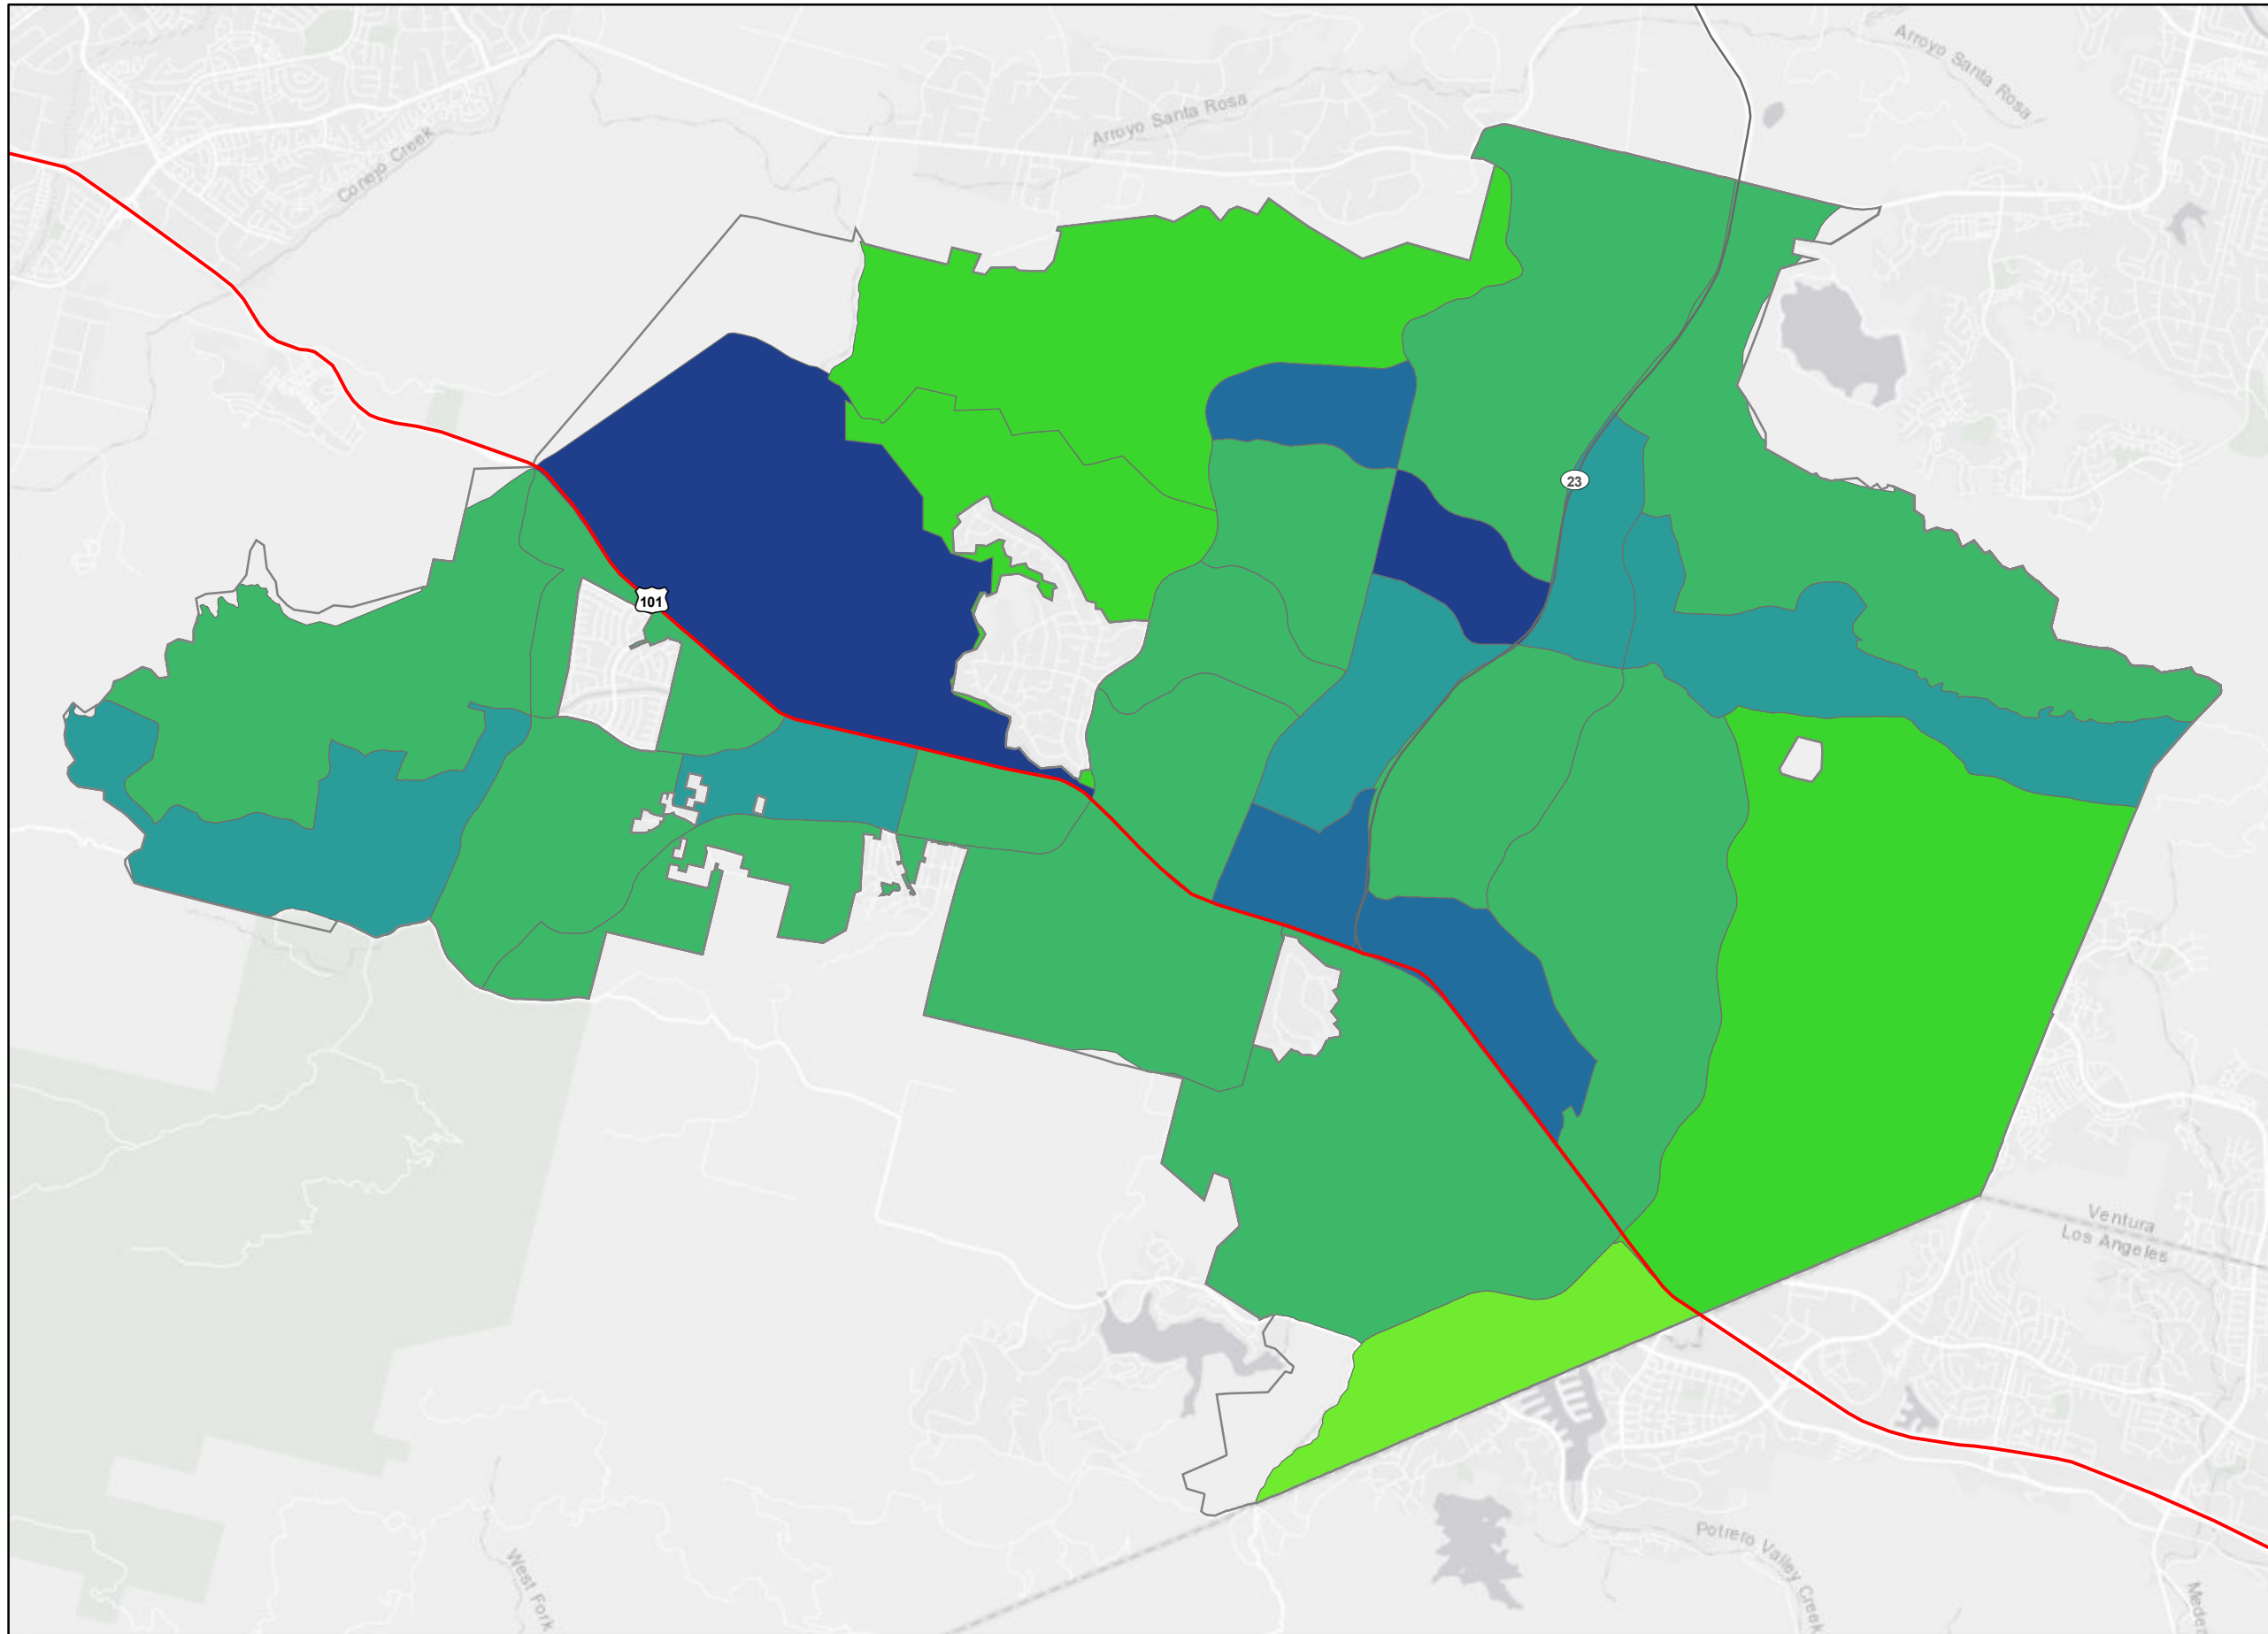 Arroyo Santa Rosa
Arroyo Santa Rosa
Conejo Creek
23
101
Ventura
Los Angeles
Potrero Valley Creek
West Fork